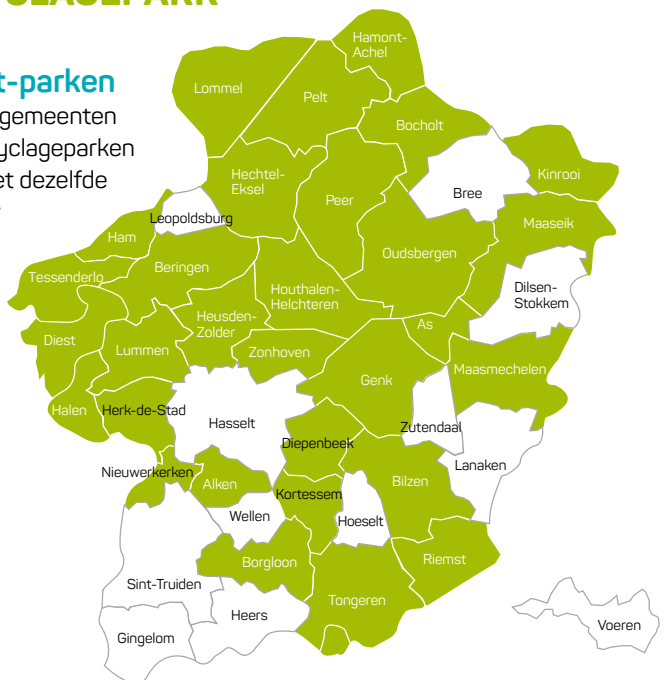 t-parken
gemeenten
yclageparken
et dezelfde
Hamont-
Achel
Lommel
Pelt
Bocholt
Kinrooi
Hechtel-
Eksel
Peer
Bree
Leopoldsburg
Maaseik
Ham
Oudsbergen
Beringen
Tessenderlo
Houthalen-
Helchteren
Dilsen-
Stokkem
Heusden-
Zolder
As
Diest
Lummen
Zonhoven
Maasmechelen
Genk
Halen
Herk-de-Stad
Hasselt
Zutendaal
Diepenbeek
Lanaken
Nieuwerkerken
Alken
Bilzen
Kortessem
Wellen
Hoeselt
Borgloon
Riemst
Sint-Truiden
Tongeren
Heers
Voeren
Gingelom